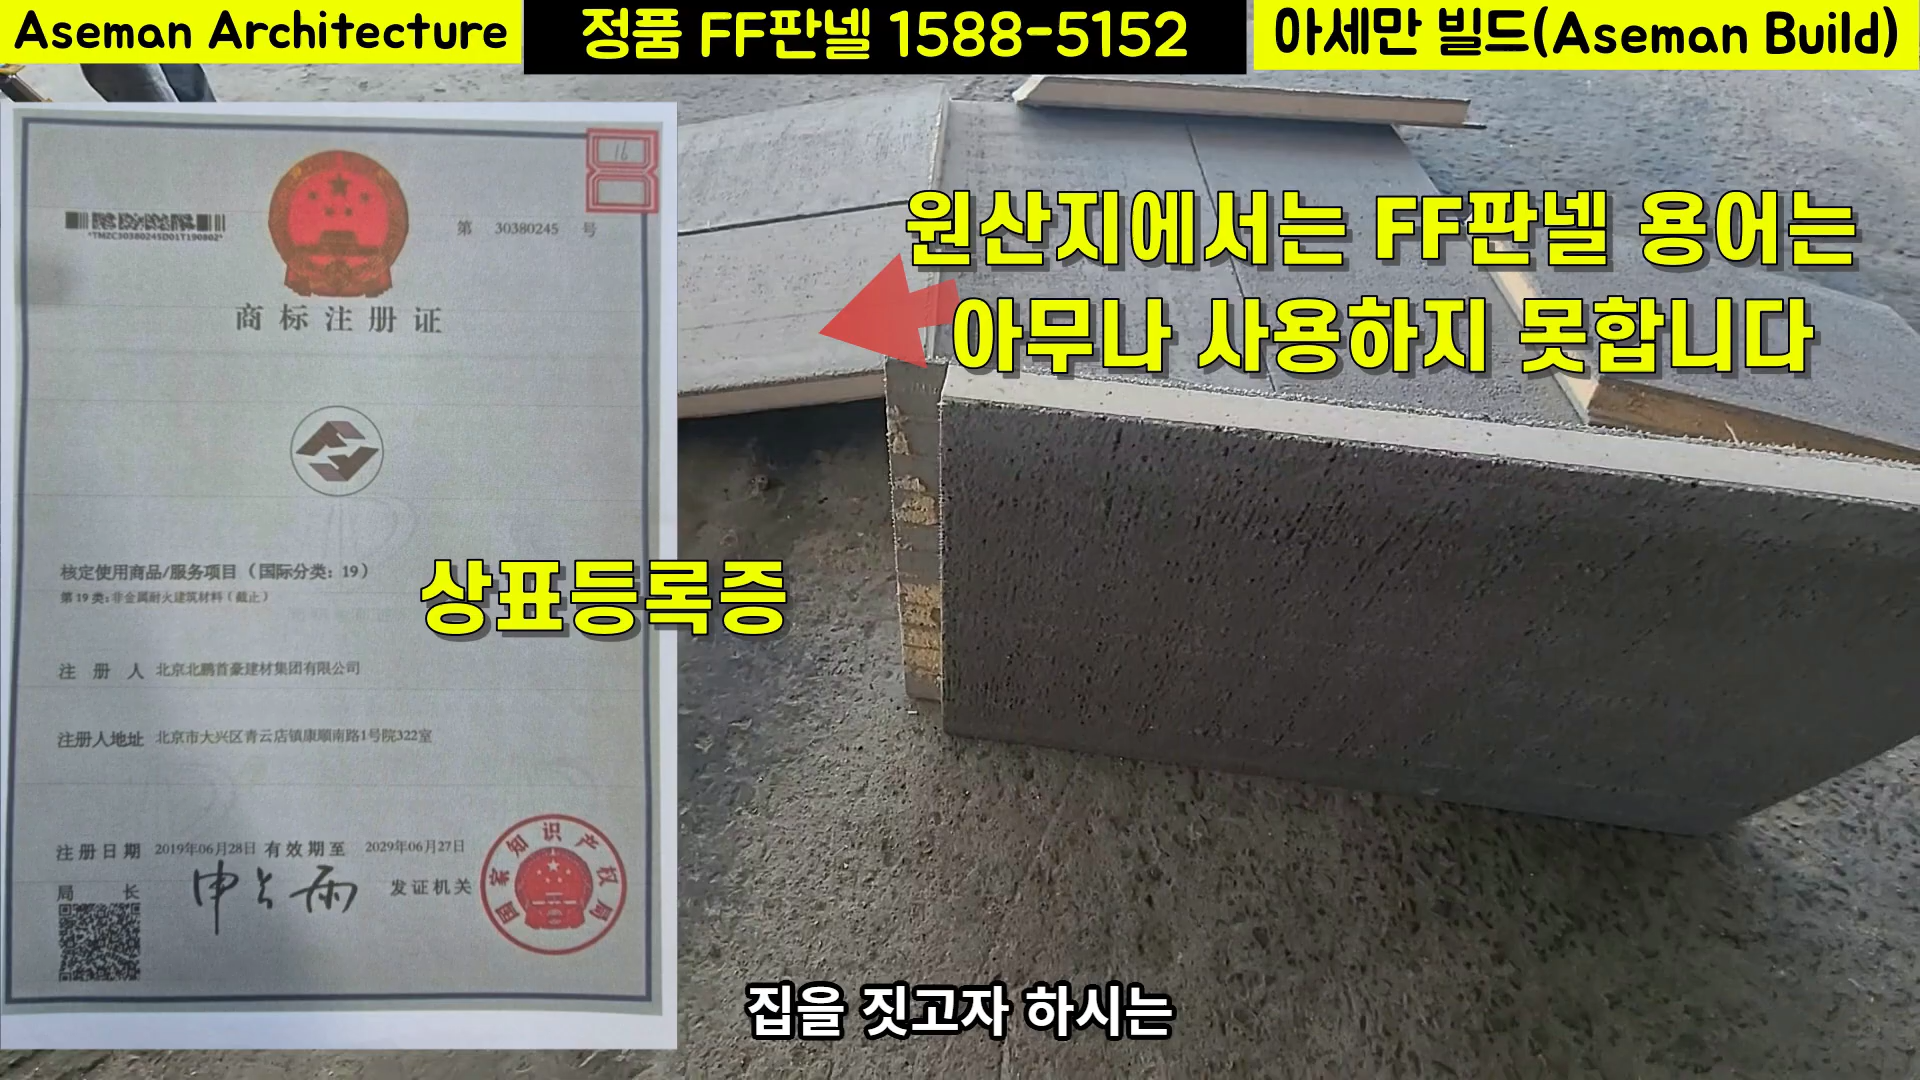 Aseman Architecture
정품 FF판넬 1588-5152
아세만 빌드(Aseman Build)
16
第 30380245 号
*TMZC30380245D01T190802*
商标注册证
원산지에서는 FF판넬 용어는
아무나 사용하지 못합니다
核定使用商品/服务项目（国际分类：19）
第19类：非金属耐火建筑材料（截止）
상표등록증
注 册 人 北京北鹏首豪建材集团有限公司
注册人地址 北京市大兴区青云店镇康顺南路1号院322室
注册日期 2019年06月28日 有效期至 2029年06月27日
局 长 申长雨 发证机关
国家知识产权局
집을 짓고자 하시는